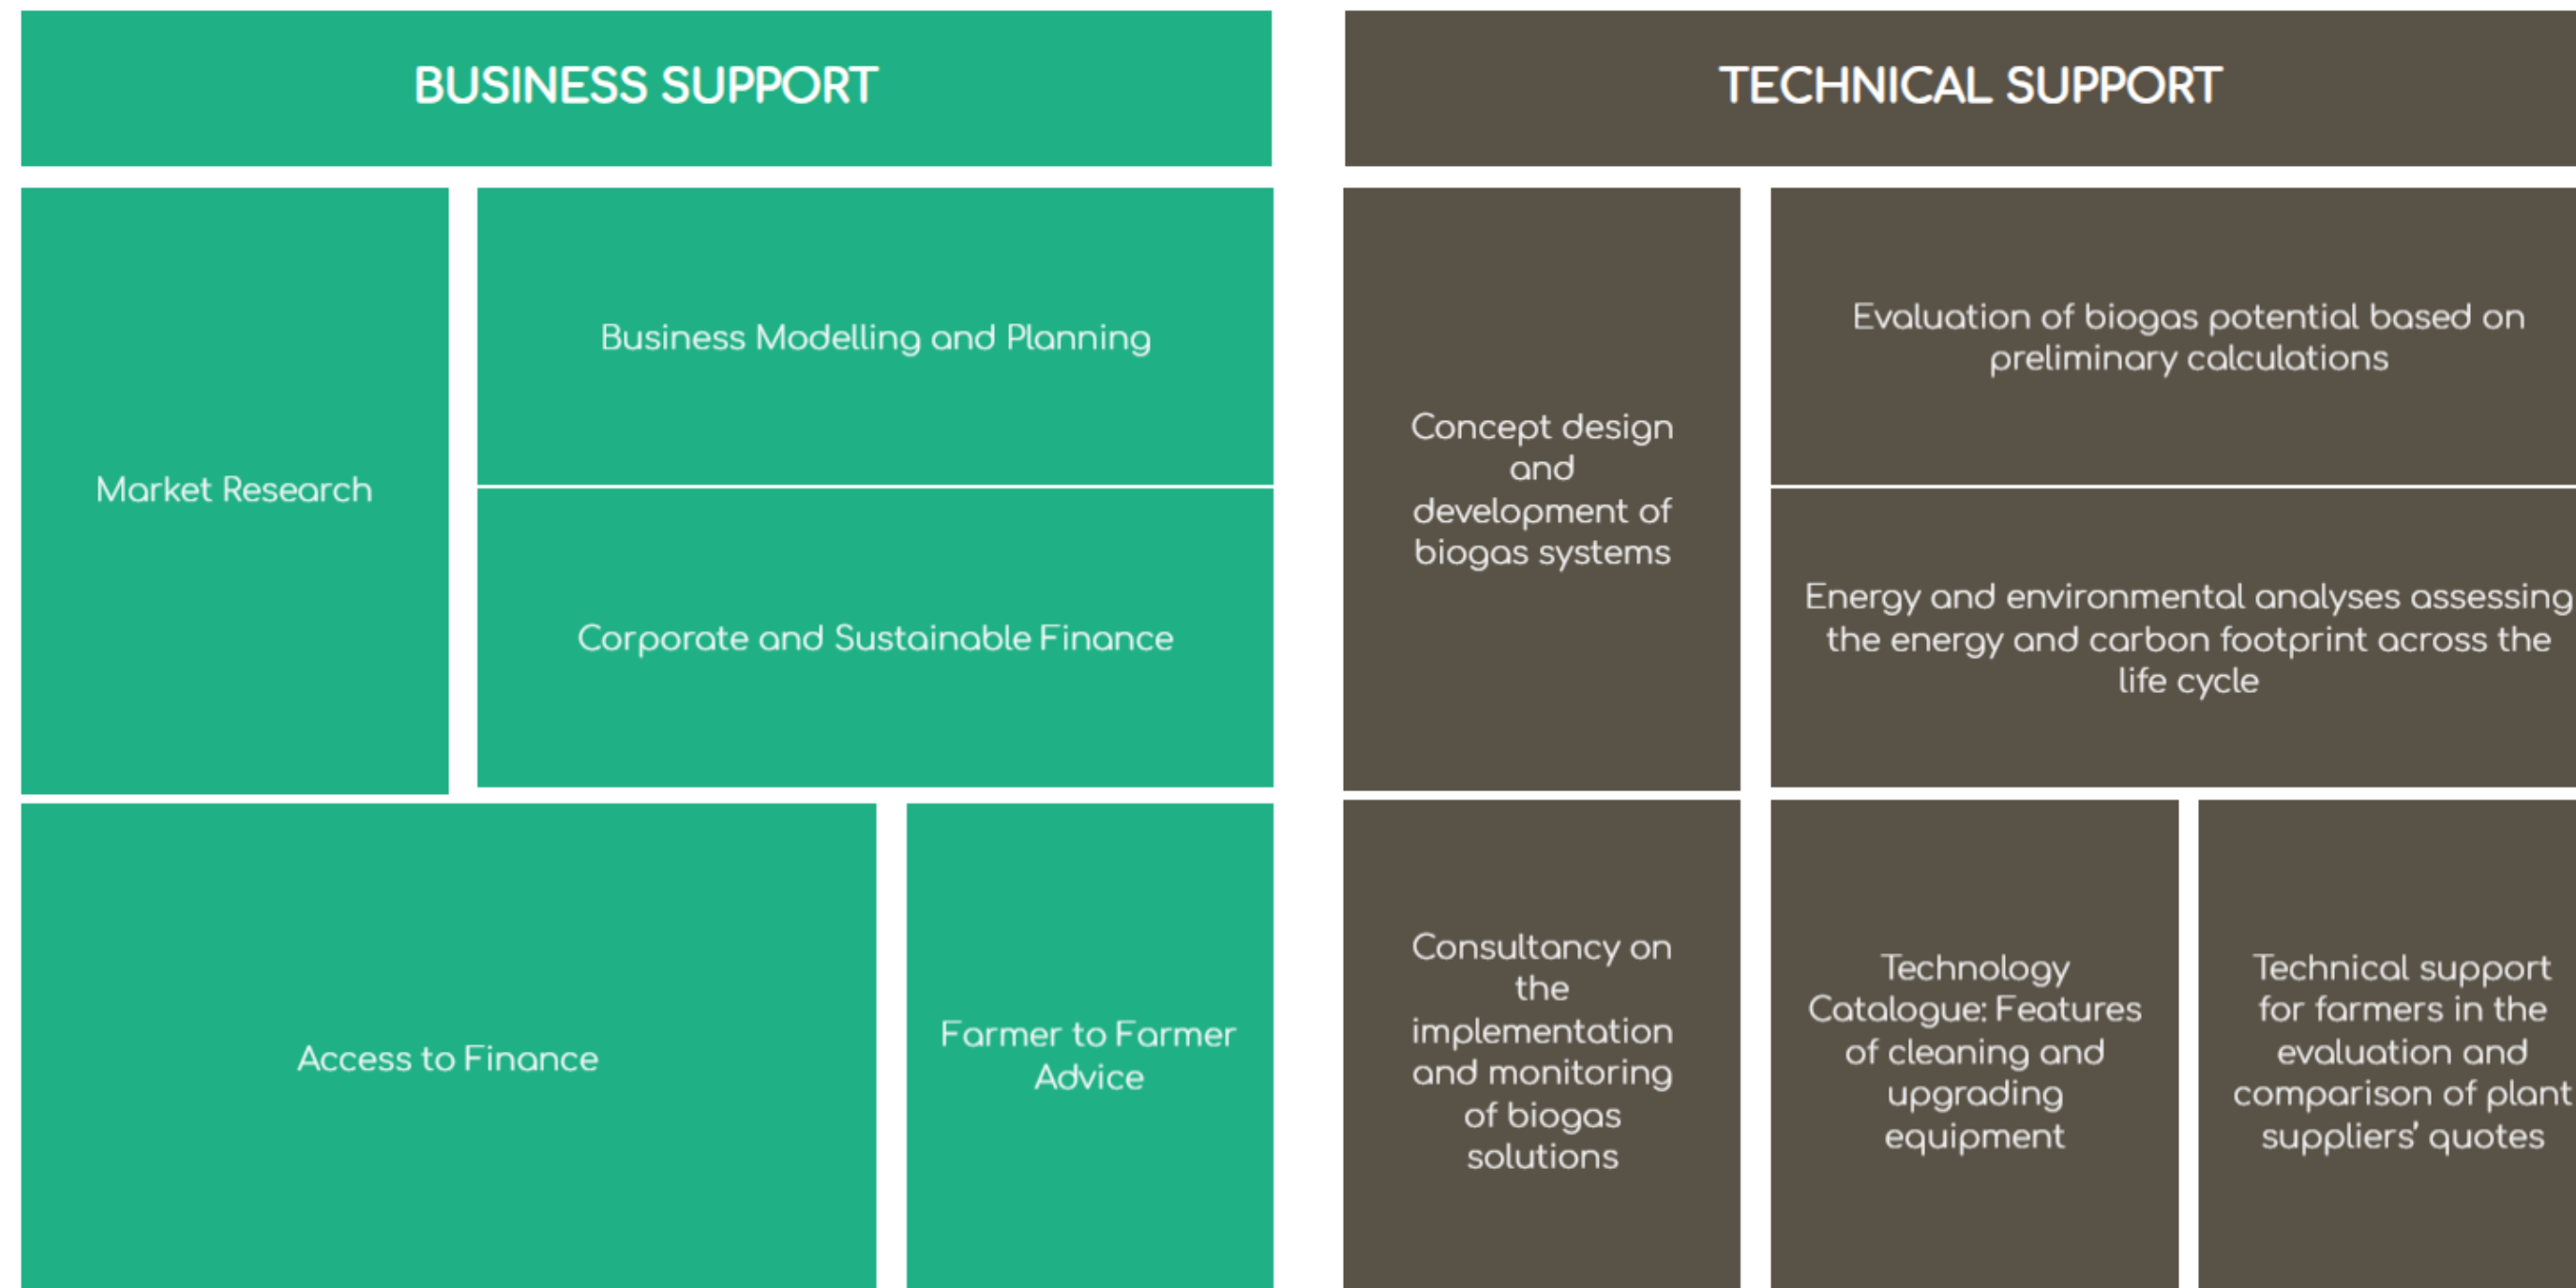 BUSINESS SUPPORT
Market Research
Business Modelling and Planning
Corporate and Sustainable Finance
Access to Finance
Farmer to Farmer
Advice
TECHNICAL SUPPORT
Concept design
and
development of
biogas systems
Evaluation of biogas potential based on
preliminary calculations
Energy and environmental analyses assessing
the energy and carbon footprint across the
life cycle
Consultancy on
the
implementation
and monitoring
of biogas
solutions
Technology
Catalogue: Features
of cleaning and
upgrading
equipment
Technical support
for farmers in the
evaluation and
comparison of plant
suppliers’ quotes